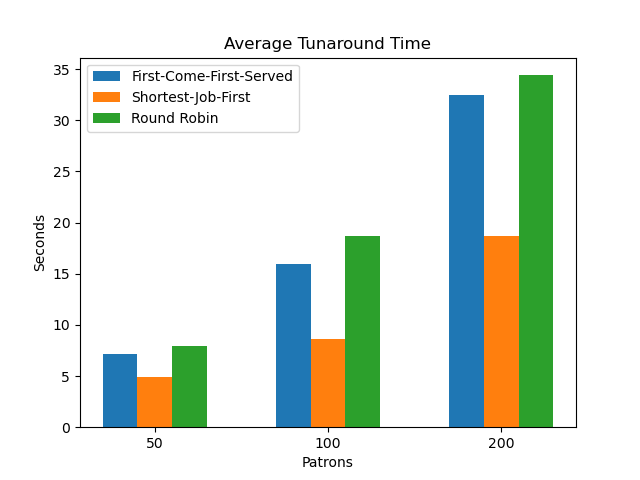 Average Tunaround Time
First-Come-First-Served
Shortest-Job-First
Round Robin
35
30
25
20
15
10
5
0
Seconds
50 100 200
Patrons